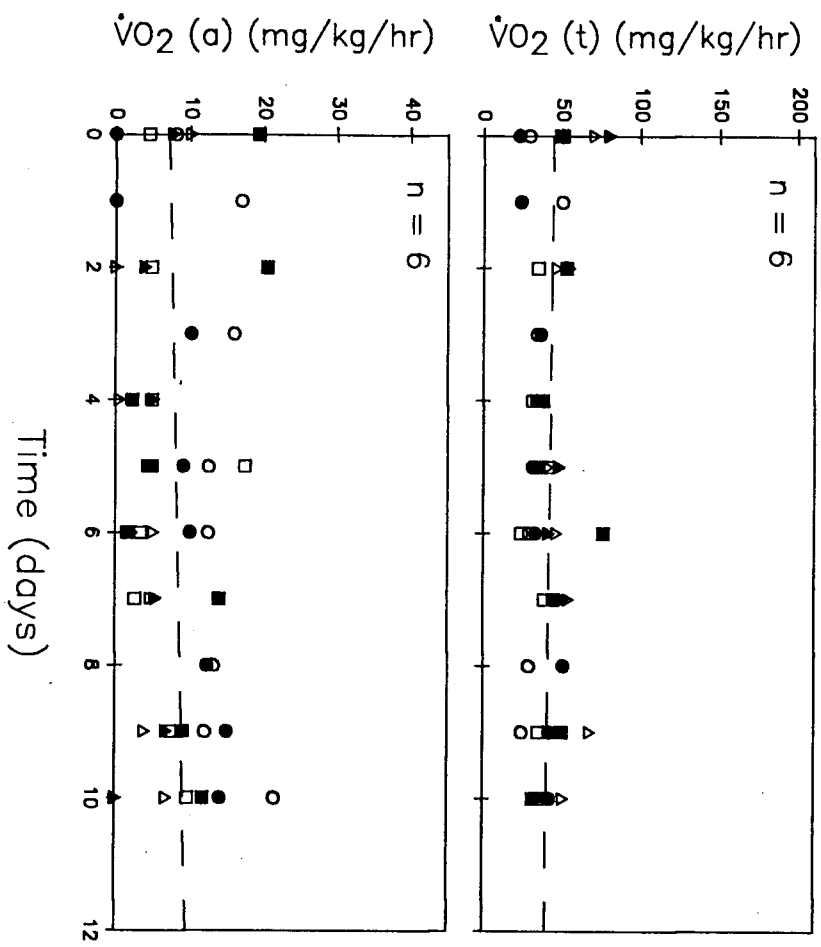 V̇O₂ (t) (mg/kg/hr)
200
150
100
50
0
n = 6
V̇O₂ (a) (mg/kg/hr)
40
30
20
10
0
n = 6
0 2 4 6 8 10 12
Time (days)